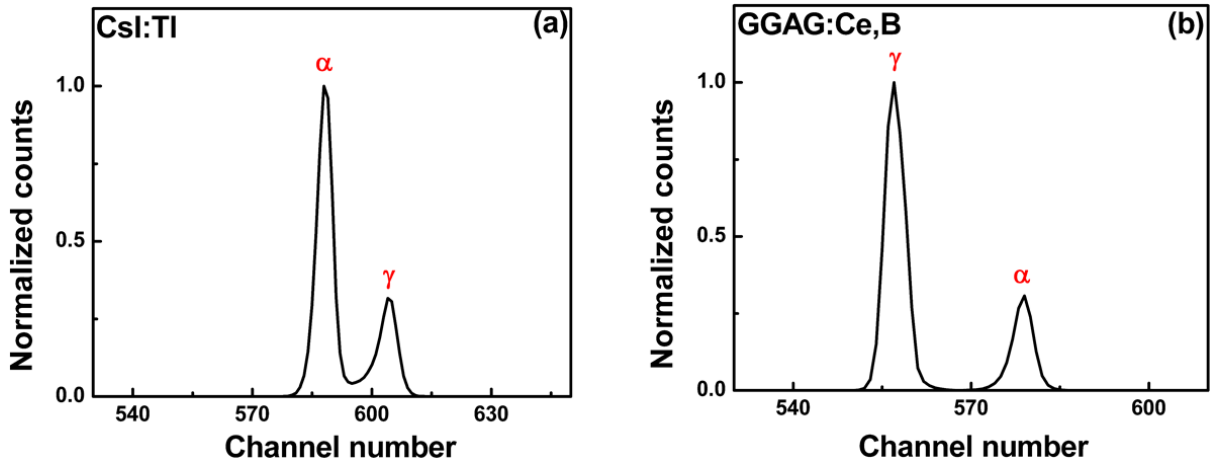 CsI:Tl
(a)
α
γ
1.0
0.5
0.0
540
570
600
630
Normalized counts
Channel number
GGAG:Ce,B
(b)
γ
α
1.0
0.5
0.0
540
570
600
Normalized counts
Channel number